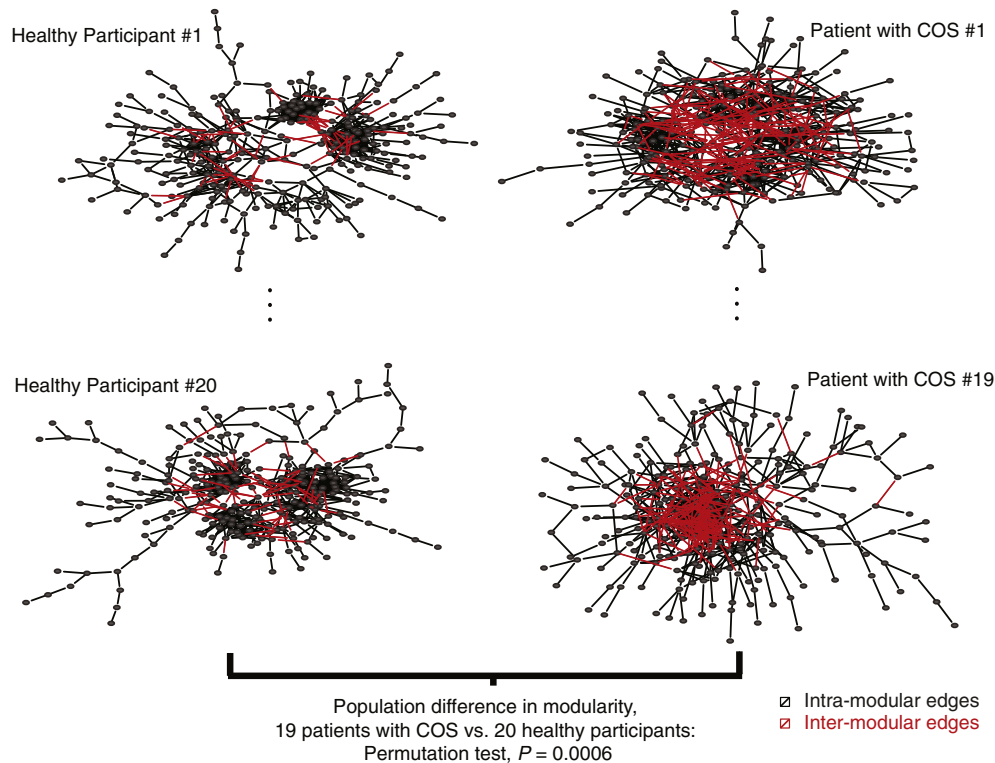 Healthy Participant #1
Patient with COS #1
Healthy Participant #20
Patient with COS #19
Population difference in modularity,
19 patients with COS vs. 20 healthy participants:
Permutation test, P = 0.0006
Intra-modular edges
Inter-modular edges